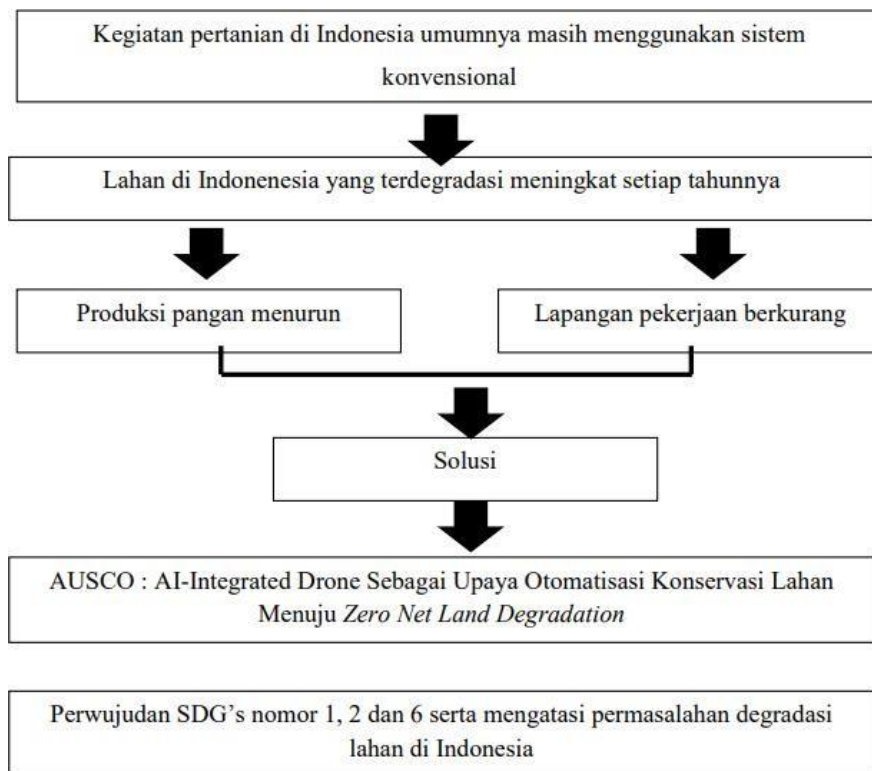 Kegiatan pertanian di Indonesia umumnya masih menggunakan sistem
konvensional
Lahan di Indonenesia yang terdegradasi meningkat setiap tahunnya
Produksi pangan menurun
Lapangan pekerjaan berkurang
Solusi
AUSCO : AI-Integrated Drone Sebagai Upaya Otomatisasi Konservasi Lahan
Menuju Zero Net Land Degradation
Perwujudan SDG’s nomor 1, 2 dan 6 serta mengatasi permasalahan degradasi
lahan di Indonesia